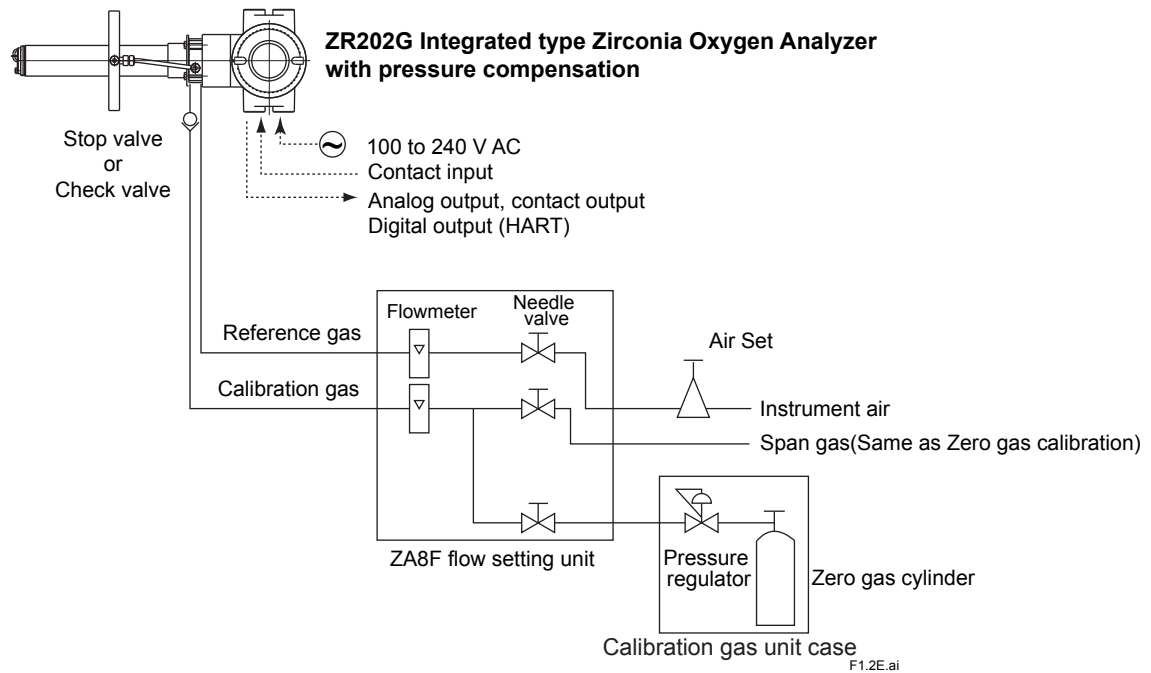 ZR202G Integrated type Zirconia Oxygen Analyzer
with pressure compensation
Stop valve
or
Check valve
100 to 240 V AC
Contact input
Analog output, contact output
Digital output (HART)
Flowmeter
Needle
valve
Reference gas
Air Set
Calibration gas
Instrument air
Span gas(Same as Zero gas calibration)
ZA8F flow setting unit
Pressure
regulator
Zero gas cylinder
Calibration gas unit case
F1.2E.ai